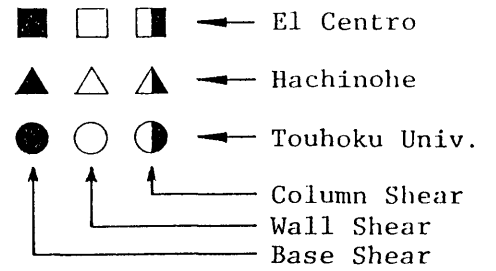 El Centro
Hachinohe
Touhoku Univ.
Column Shear
Wall Shear
Base Shear